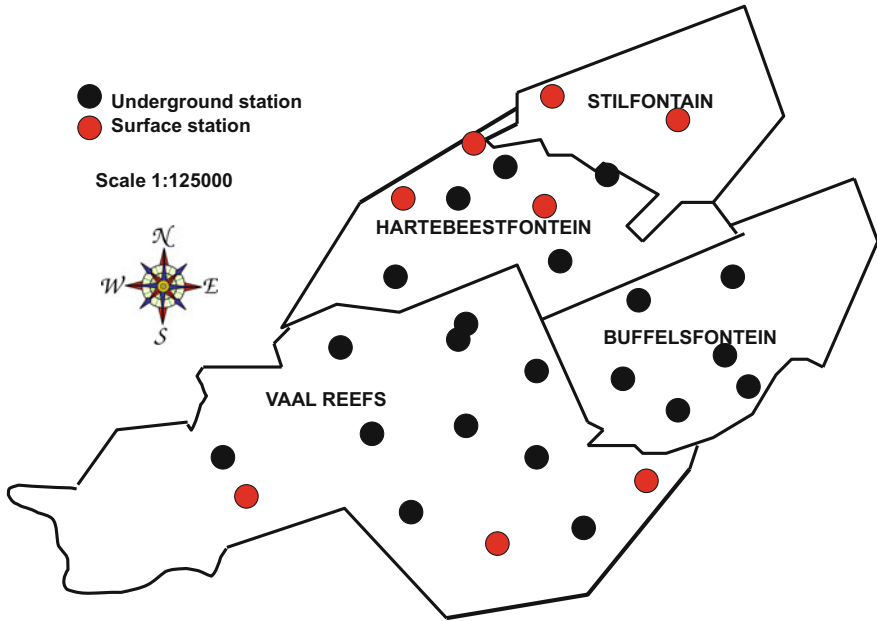 Underground station
Surface station
Scale 1:125000
N
W E
S
STILFONTAIN
HARTEBEESTFONTEIN
BUFFELSFONTEIN
VAAL REEFS